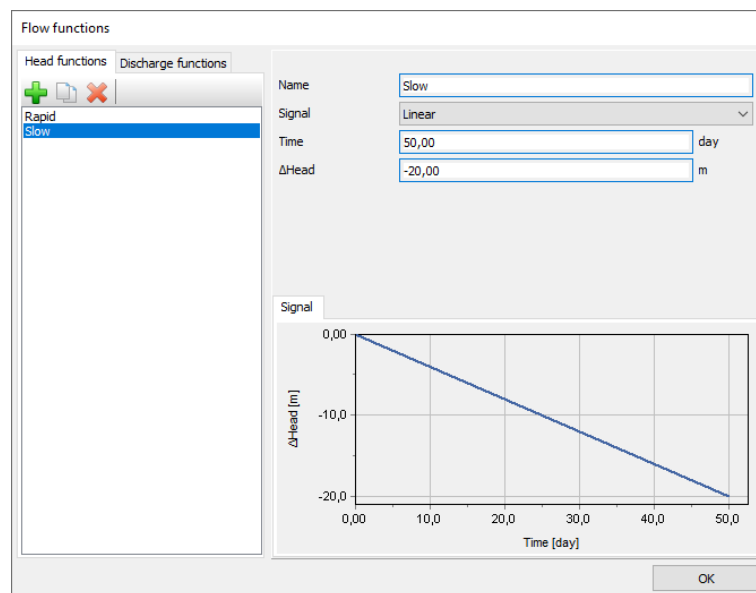 Flow functions
Head functions
Discharge functions
Rapid
Slow
Name
Slow
Signal
Linear
Time
50,00
day
ΔHead
-20,00
m
Signal
0,00
-10,0
-20,0
ΔHead [m]
0,00 10,0 20,0 30,0 40,0 50,0
Time [day]
OK